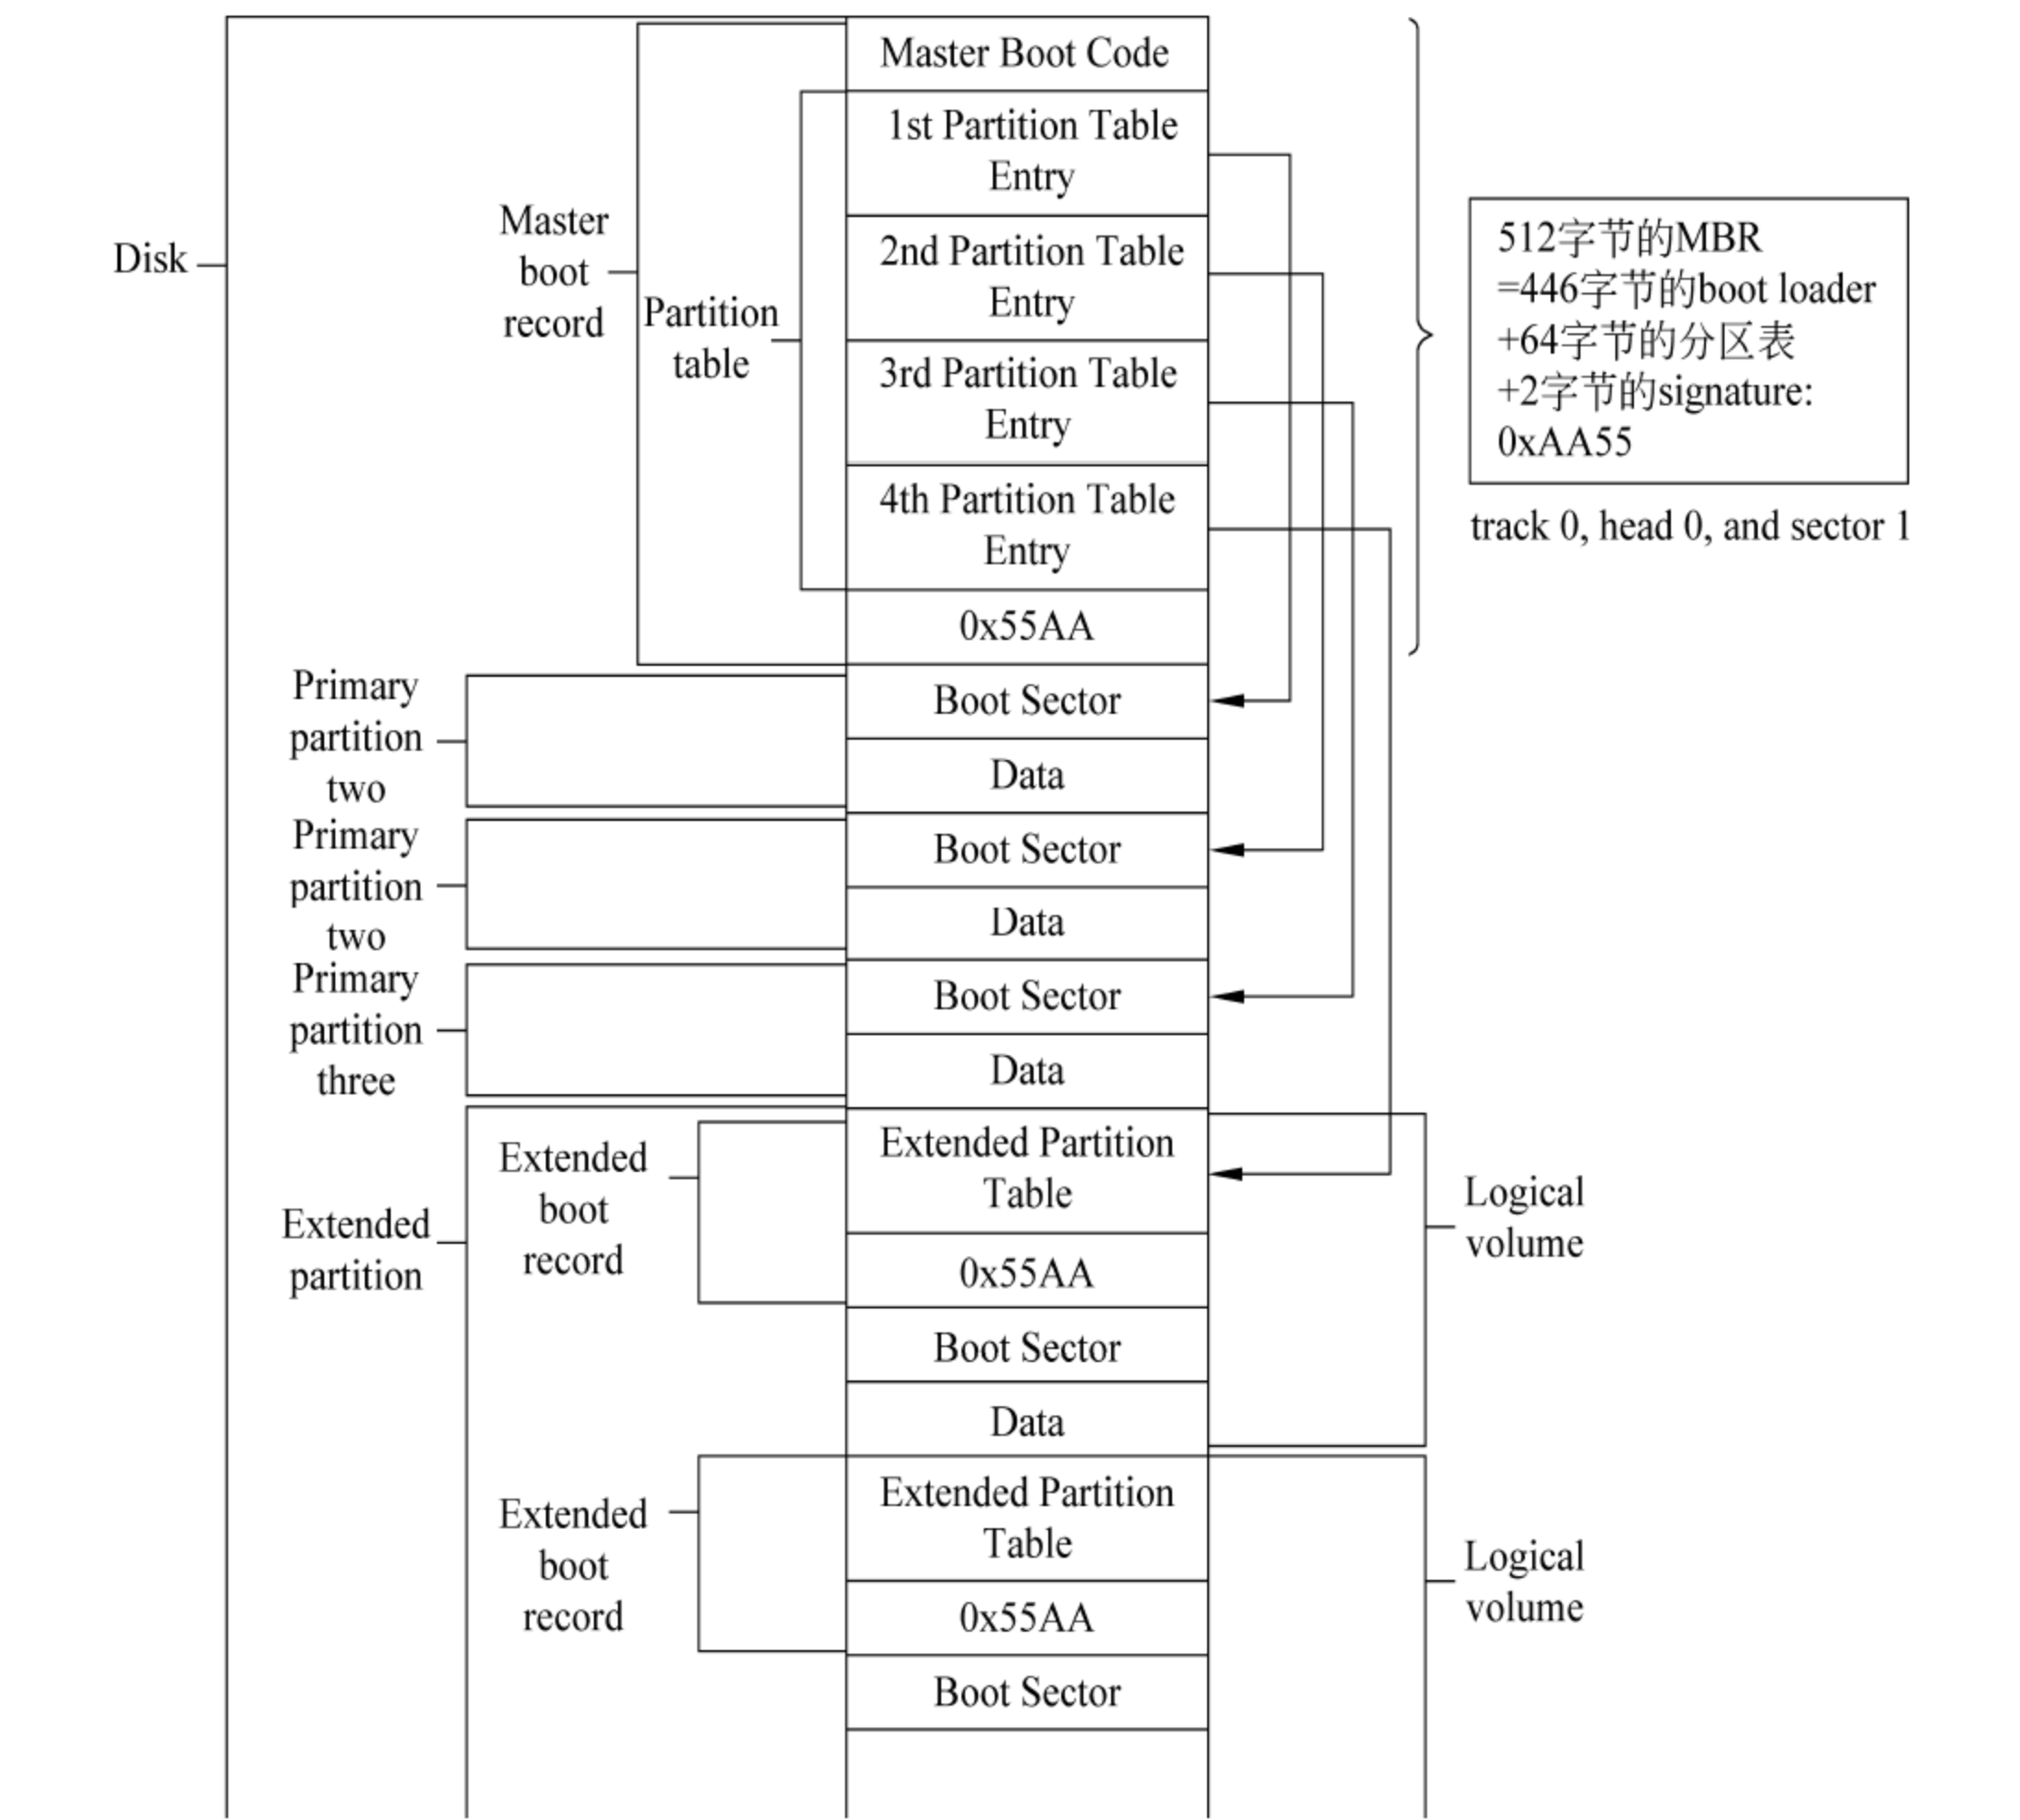 Master Boot Code
1st Partition Table
Entry
2nd Partition Table
Entry
3rd Partition Table
Entry
4th Partition Table
Entry
0x55AA
Disk
Master
boot
record
Partition
table
512字节的MBR
=446字节的boot loader
+64字节的分区表
+2字节的signature:
0xAA55
track 0, head 0, and sector 1
Primary
partition
two
Boot Sector
Data
Primary
partition
two
Boot Sector
Data
Primary
partition
three
Boot Sector
Data
Extended
partition
Extended
boot
record
Extended Partition
Table
0x55AA
Boot Sector
Data
Logical
volume
Extended
boot
record
Extended Partition
Table
0x55AA
Boot Sector
Logical
volume